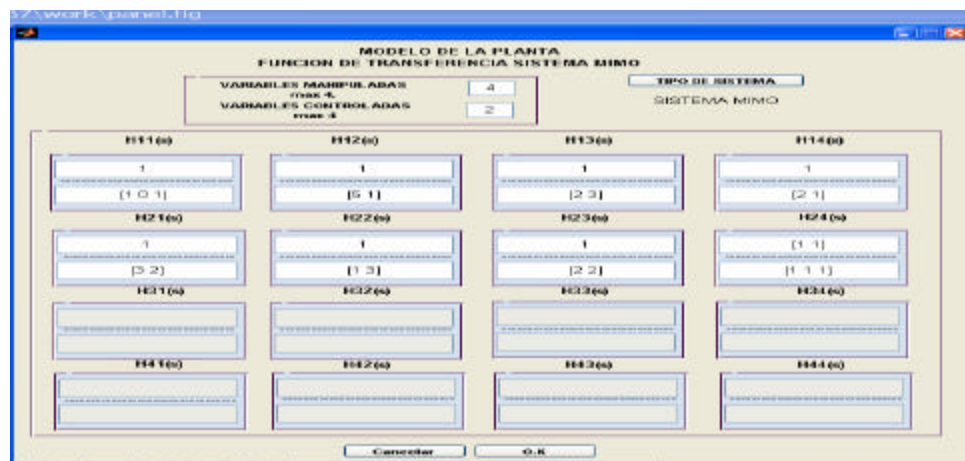 \work\panel.fig
MODELO DE LA PLANTA
FUNCION DE TRANSFERENCIA SISTEMA MIMO
VARIABLES MANIPULADAS
max 4.
4
VARIABLES CONTROLADAS
max 4
2
TIPO DE SISTEMA
SISTEMA MIMO
H11(s) H12(s) H13(s) H14(s)
1 1 1 1
[1 0 1] [5 1] [2 3] [2 1]
H21(s) H22(s) H23(s) H24(s)
1 1 1 [1 1]
[3 2] [1 3] [2 2] [1 1 1]
H31(s) H32(s) H33(s) H34(s)
H41(s) H42(s) H43(s) H44(s)
Cancelar O.K